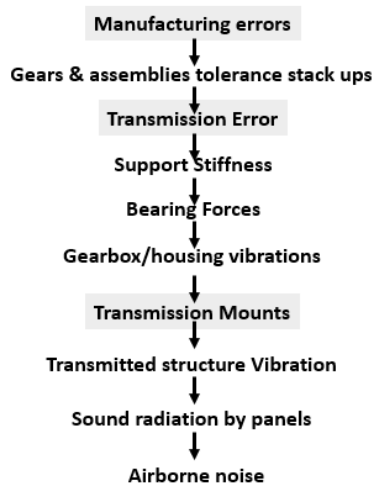 Manufacturing errors
Gears & assemblies tolerance stack ups
Transmission Error
Support Stiffness
Bearing Forces
Gearbox/housing vibrations
Transmission Mounts
Transmitted structure Vibration
Sound radiation by panels
Airborne noise